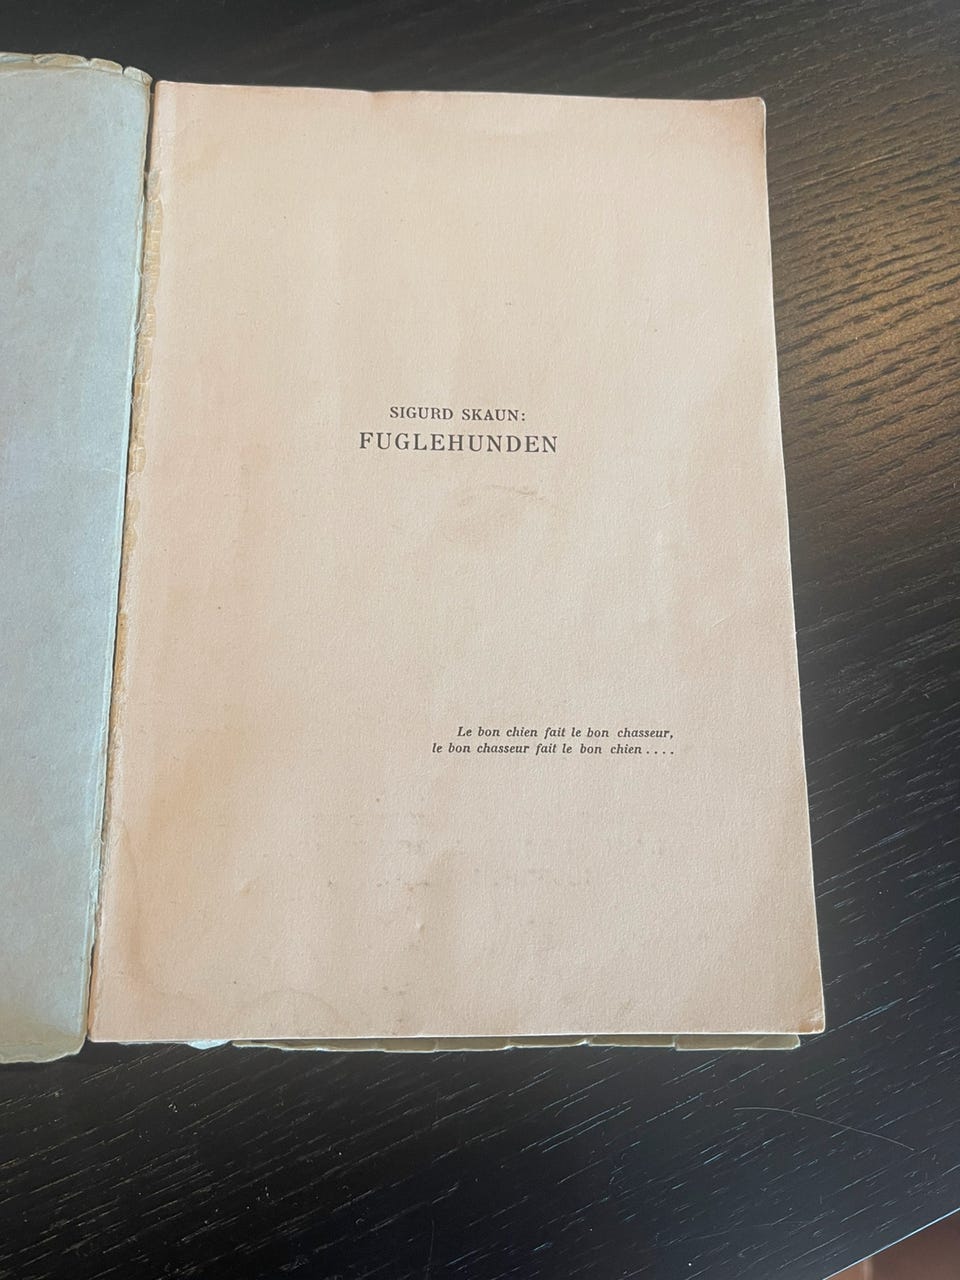 SIGURD SKAUN:
FUGLEHUNDEN
Le bon chien fait le bon chasseur,
le bon chasseur fait le bon chien....